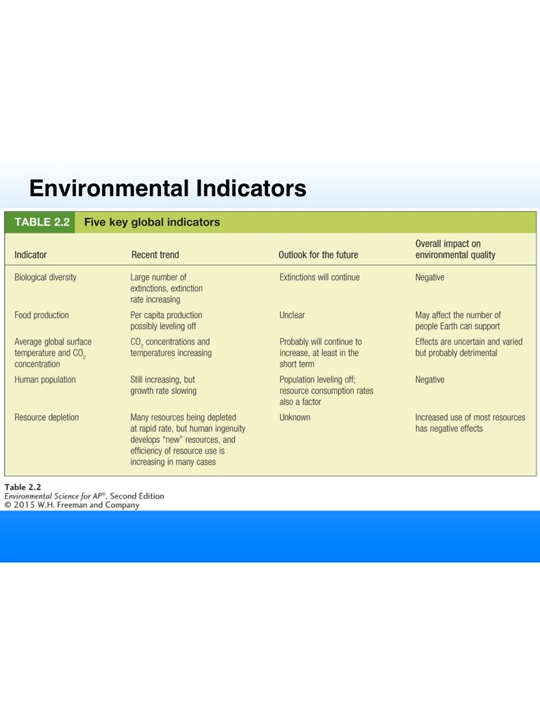 Environmental Indicators
TABLE 2.2 Five key global indicators
Indicator
Recent trend
Outlook for the future
Overall impact on
environmental quality
Biological diversity
Large number of
extinctions, extinction
rate increasing
Extinctions will continue
Negative
Food production
Per capita production
possibly leveling off
Unclear
May affect the number of
people Earth can support
Average global surface
temperature and CO₂
concentration
CO₂ concentrations and
temperatures increasing
Probably will continue to
increase, at least in the
short term
Effects are uncertain and varied
but probably detrimental
Human population
Still increasing, but
growth rate slowing
Population leveling off;
resource consumption rates
also a factor
Negative
Resource depletion
Many resources being depleted
at rapid rate, but human ingenuity
develops “new” resources, and
efficiency of resource use is
increasing in many cases
Unknown
Increased use of most resources
has negative effects
Table 2.2
Environmental Science for AP®, Second Edition
© 2015 W.H. Freeman and Company